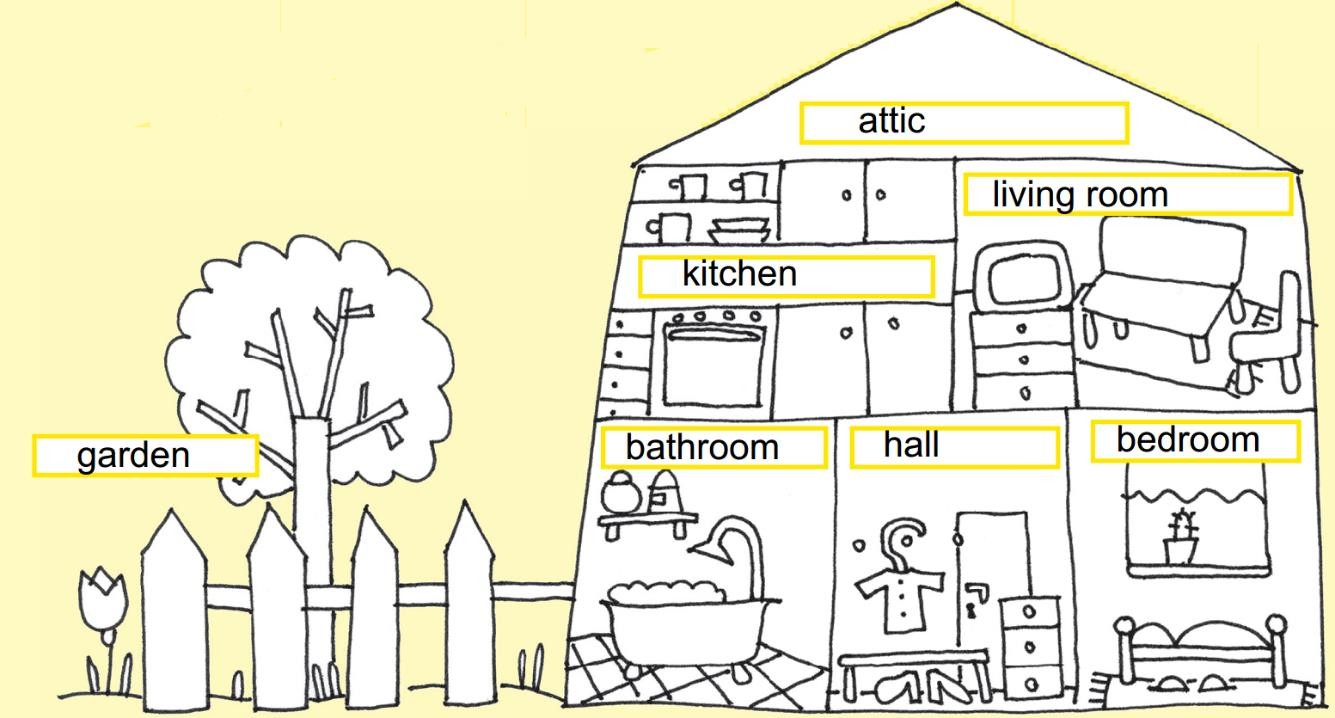 attic
living room
kitchen
garden
bathroom
hall
bedroom